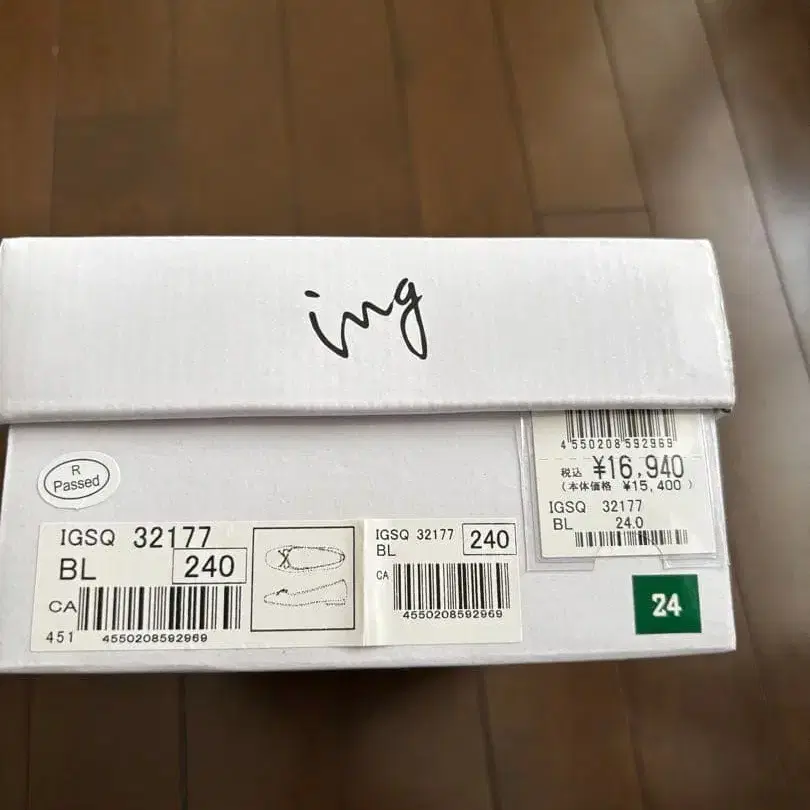 ing
4550208592969
税込 ¥16,940
(本体価格 ¥15,400)
IGSQ 32177
BL 24.0
R
Passed
IGSQ 32177
BL 240
CA
451 4550208592969
IGSQ 32177
BL 240
CA
4550208592969
24